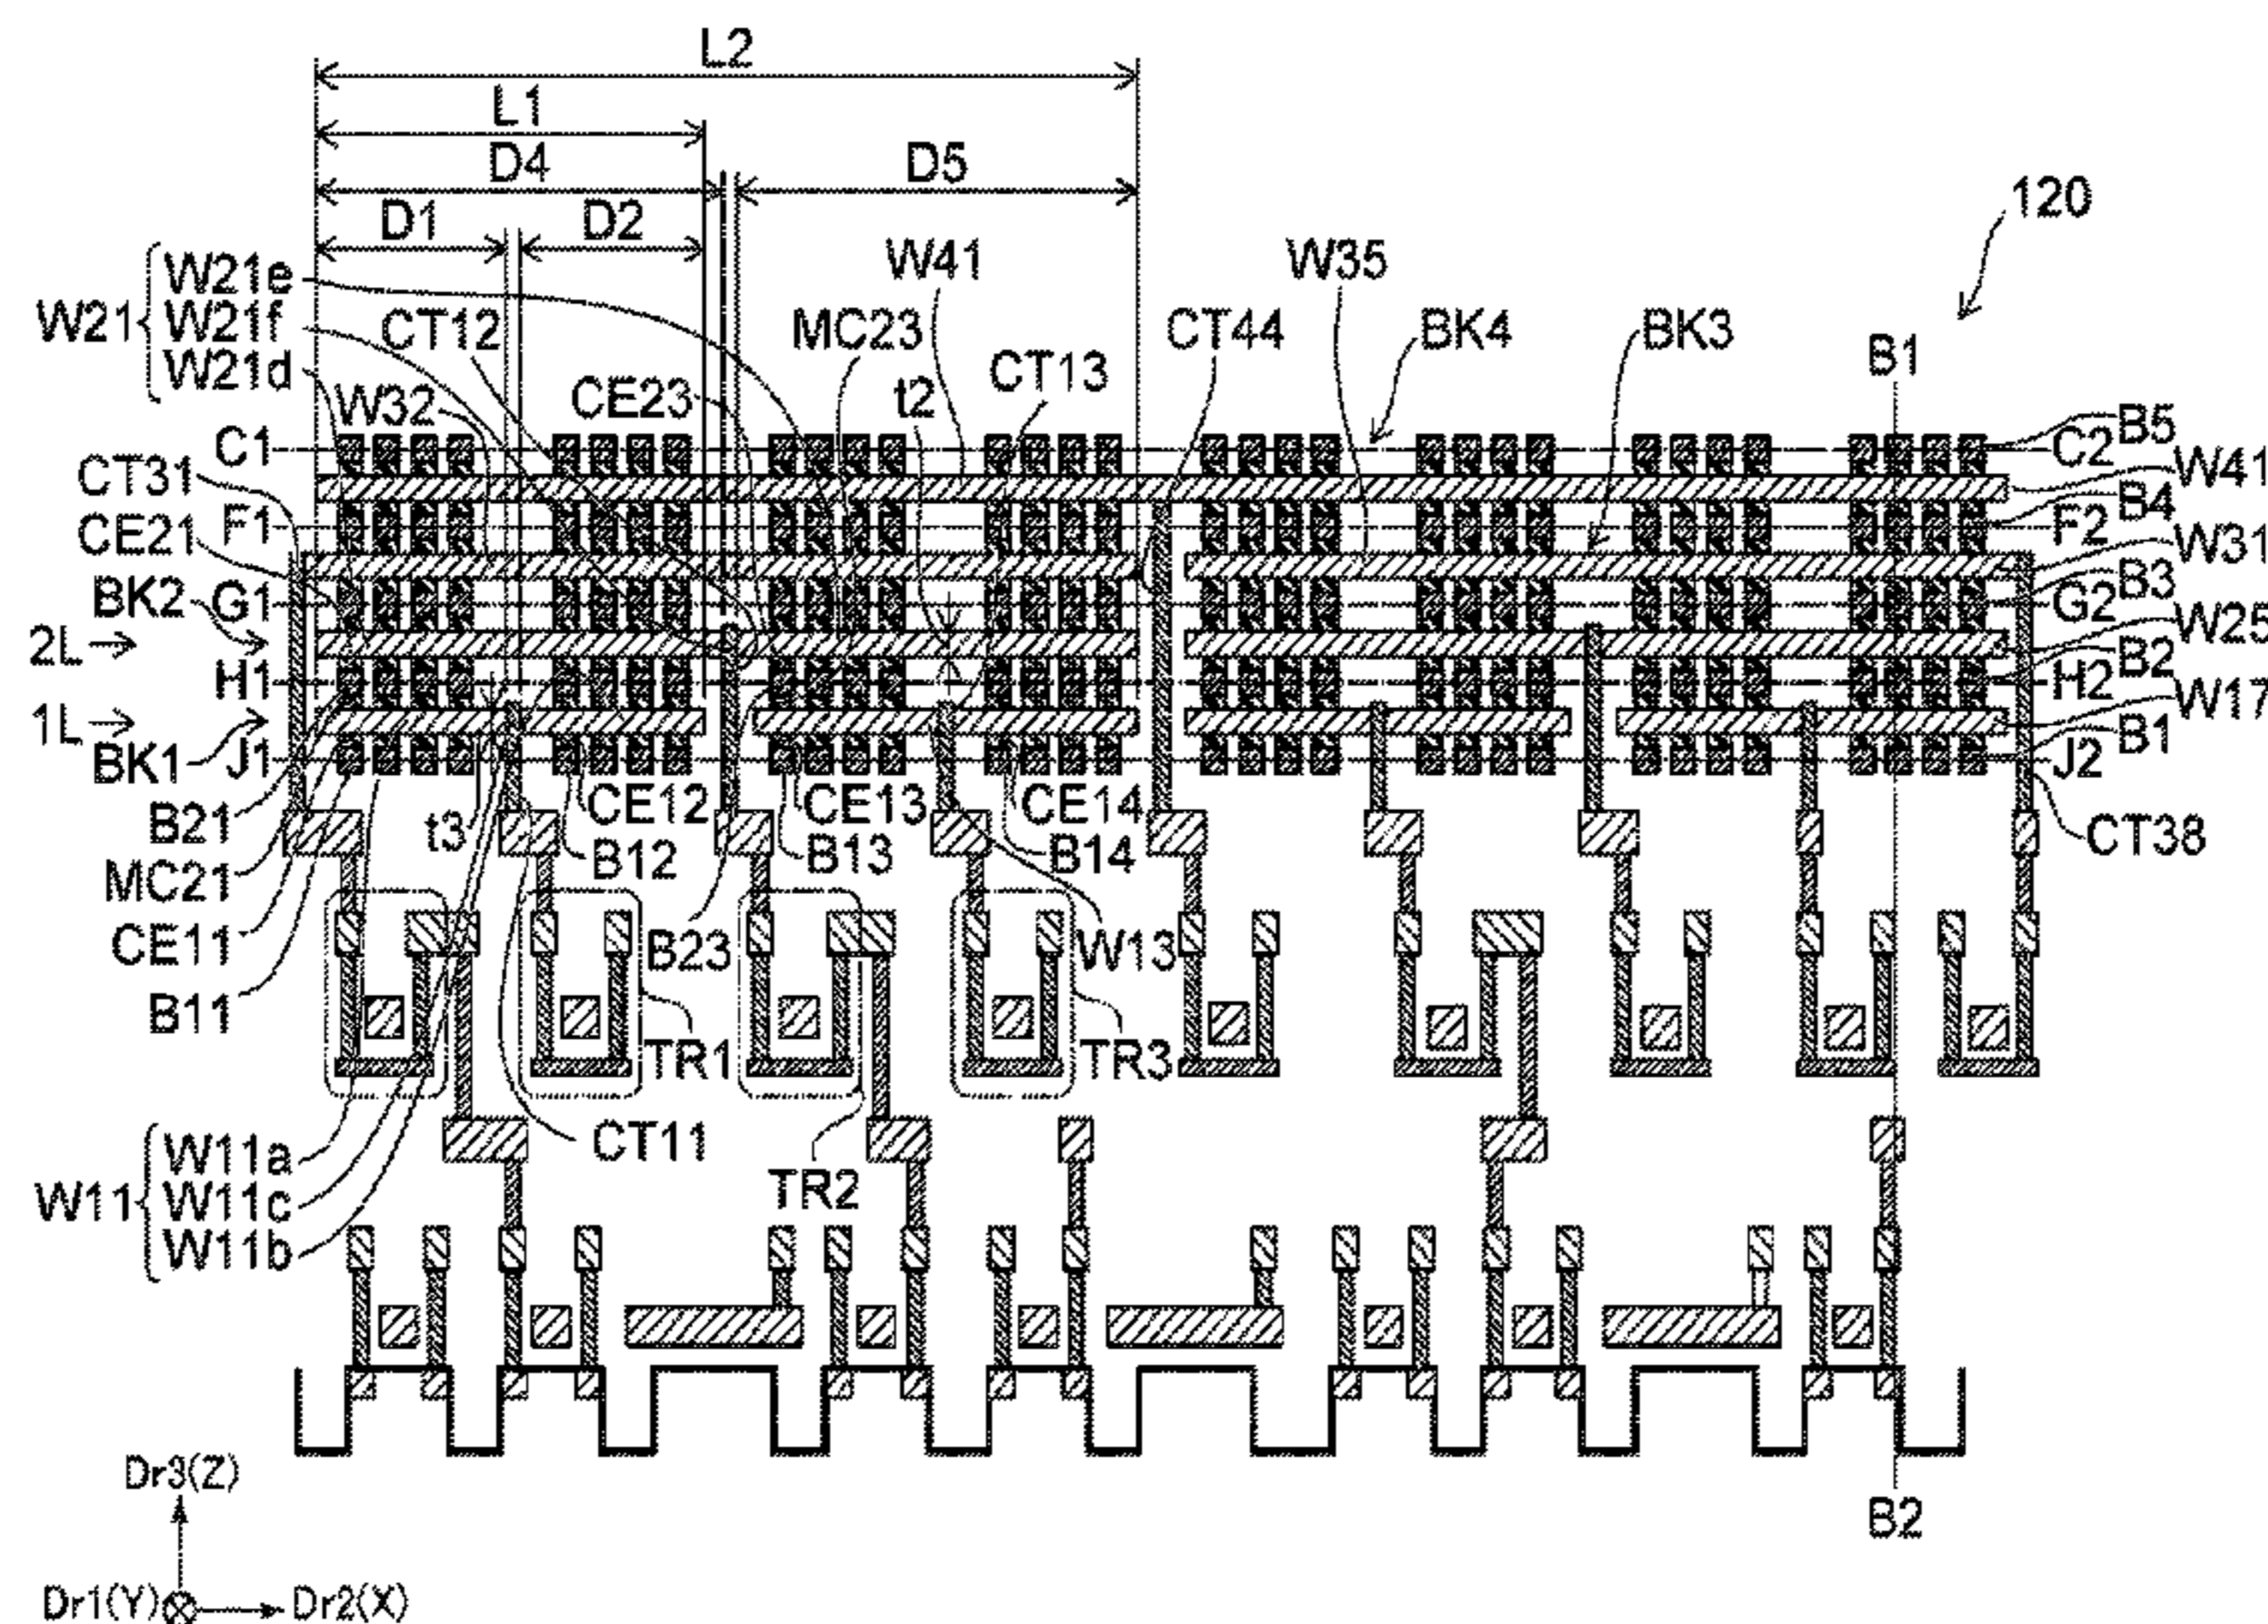 L2
L1
D4
D5
D1
D2
120
W21
W21e
W21f
W21d
CT12
W41
MC23
W35
CT44
BK4
BK3
B1
W32
CE23
t2
CT13
C1
C2
B5
CT31
W41
CE21
F1
F2
B4
W31
BK2
G1
G2
B3
2L
W25
H1
H2
B2
1L
W17
BK1
J1
J2
B1
B21
t3
CE12
CE13
CE14
CT38
MC21
B12
B13
B14
CE11
B23
W13
B11
TR1
TR3
W11
W11a
W11c
W11b
CT11
TR2
Dr3(Z)
B2
Dr1(Y)
Dr2(X)